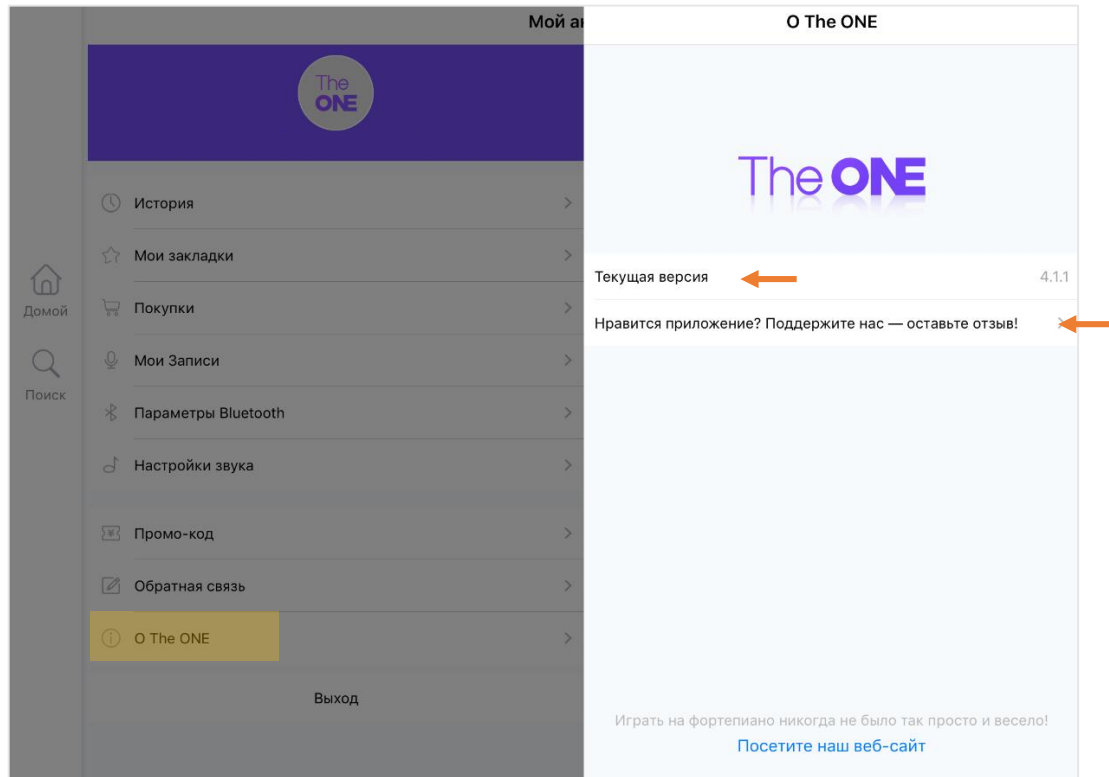 Мой ак
The
ONE
История
Мои закладки
Домой
Покупки
Мои Записи
Поиск
Параметры Bluetooth
Настройки звука
Промо-код
Обратная связь
О The ONE
Выход
О The ONE
The ONE
Текущая версия 4.1.1
Нравится приложение? Поддержите нас — оставьте отзыв!
Играть на фортепиано никогда не было так просто и весело!
Посетите наш веб-сайт